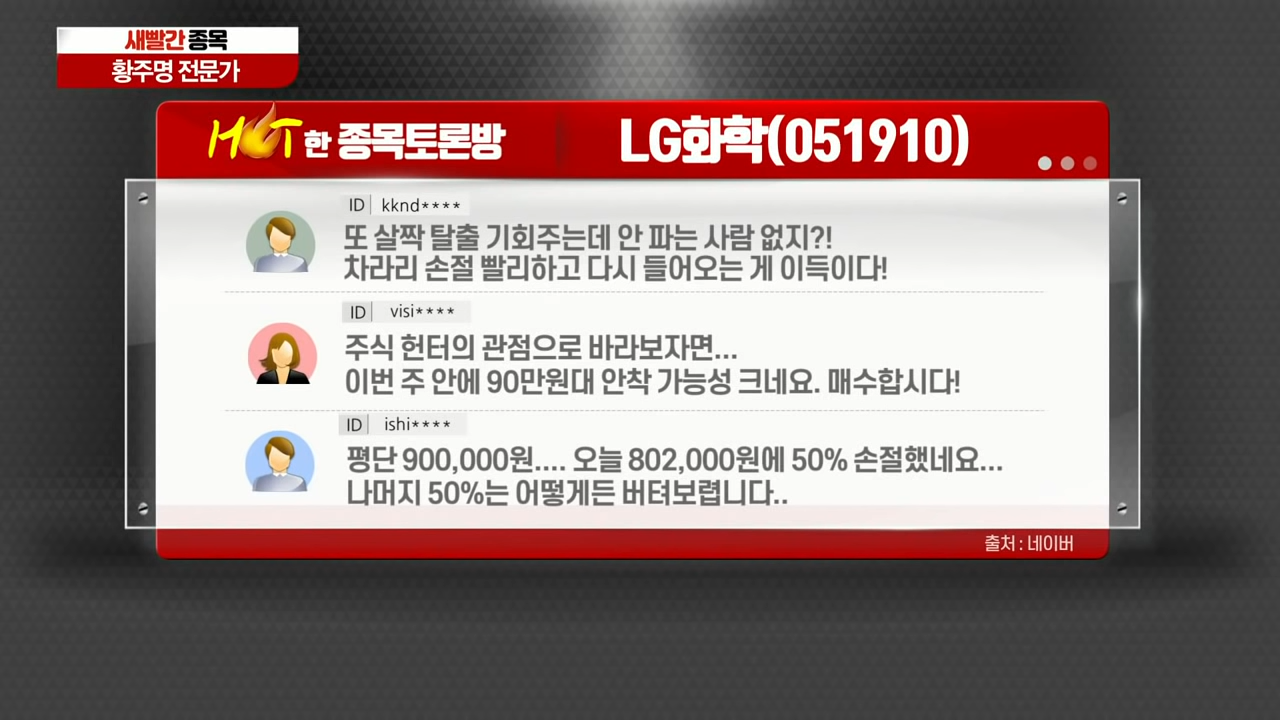 새빨간 종목
황주명 전문가
HOT한 종목토론방
LG화학(051910)
ID kknd****
또 살짝 탈출 기회주는데 안 파는 사람 없지?!
차라리 손절 빨리하고 다시 들어오는 게 이득이다!
ID visi****
주식 헌터의 관점으로 바라보자면...
이번 주 안에 90만원대 안착 가능성 크네요. 매수합시다!
ID ishi****
평단 900,000원.... 오늘 802,000원에 50% 손절했네요...
나머지 50%는 어떻게든 버텨보렵니다..
출처 : 네이버